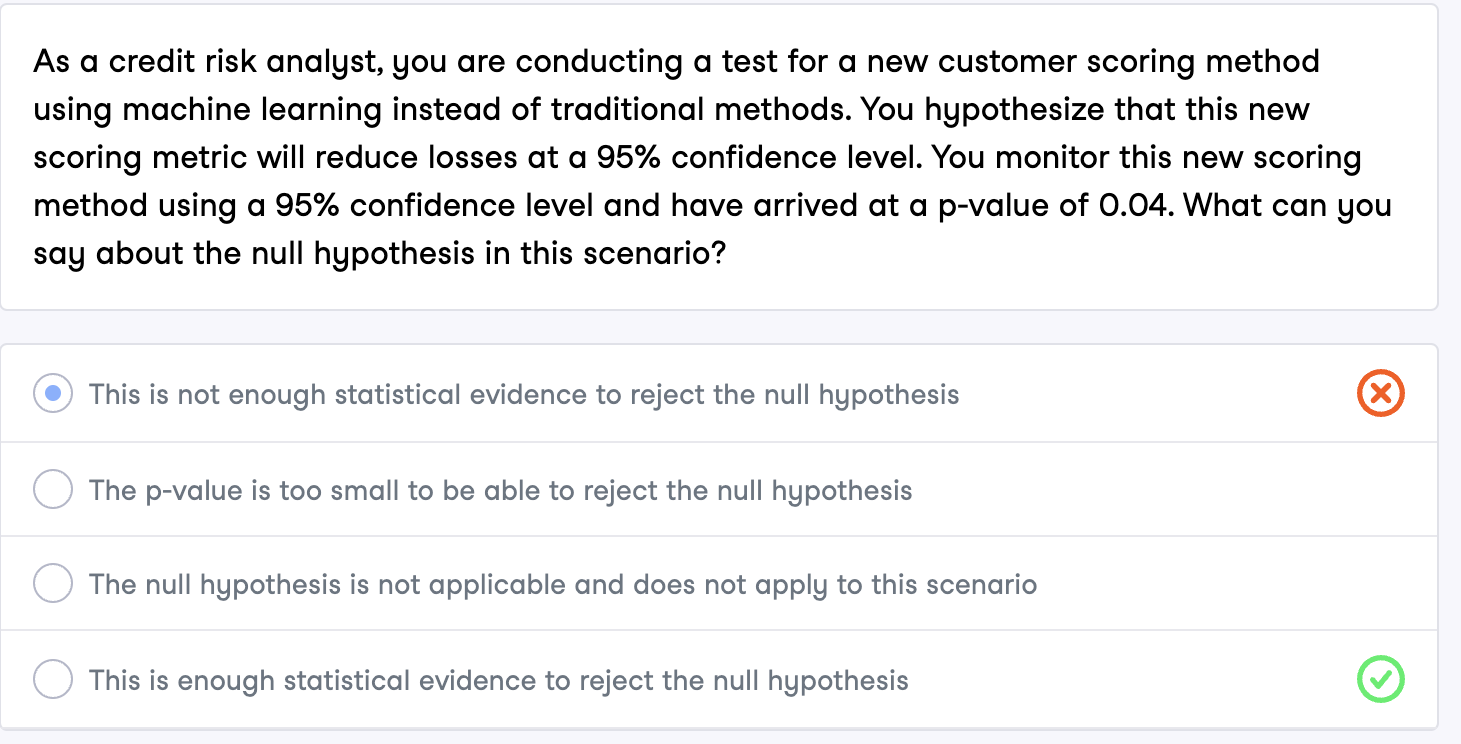 As a credit risk analyst, you are conducting a test for a new customer scoring method
using machine learning instead of traditional methods. You hypothesize that this new
scoring metric will reduce losses at a 95% confidence level. You monitor this new scoring
method using a 95% confidence level and have arrived at a p-value of 0.04. What can you
say about the null hypothesis in this scenario?
This is not enough statistical evidence to reject the null hypothesis
The p-value is too small to be able to reject the null hypothesis
The null hypothesis is not applicable and does not apply to this scenario
This is enough statistical evidence to reject the null hypothesis